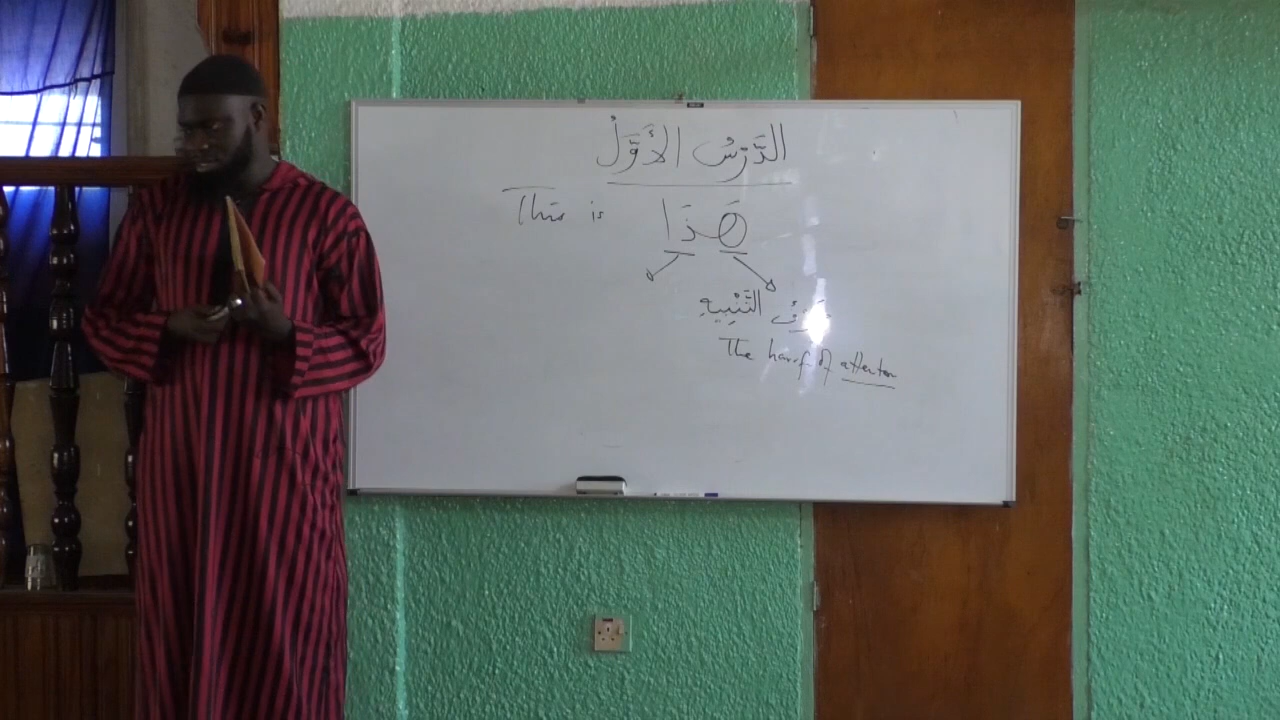 الدَّرْسُ الأَوَّلُ
This is هَذَا
حَرْفُ التَّنْبِيهِ
The harf of attention